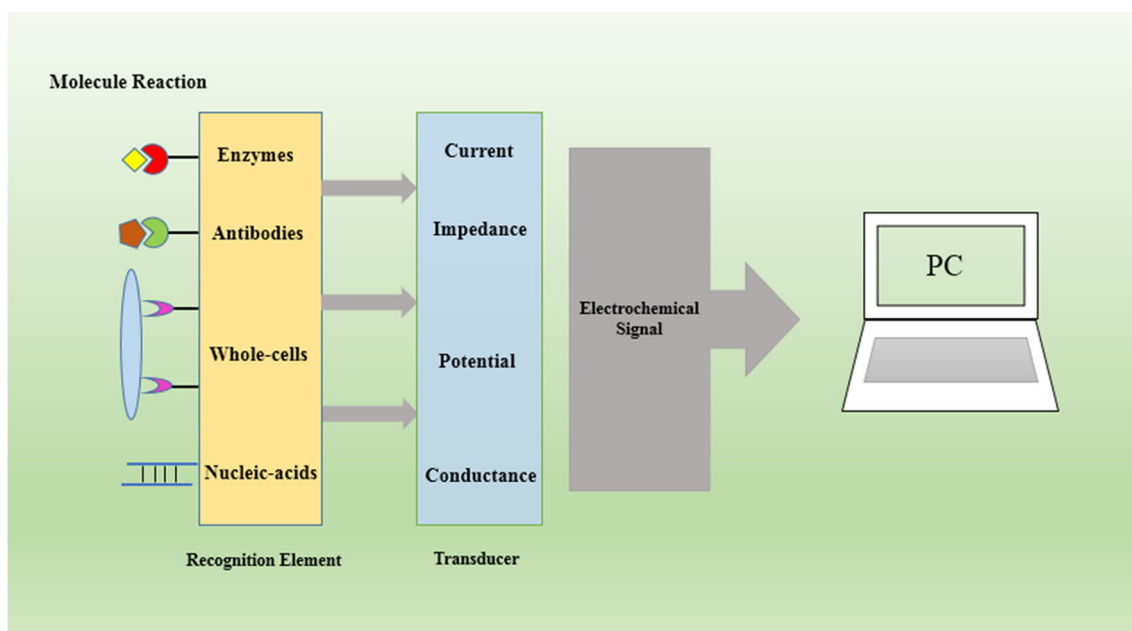 Molecule Reaction
Enzymes
Antibodies
Whole-cells
Nucleic-acids
Recognition Element
Current
Impedance
Potential
Conductance
Transducer
Electrochemical
Signal
PC